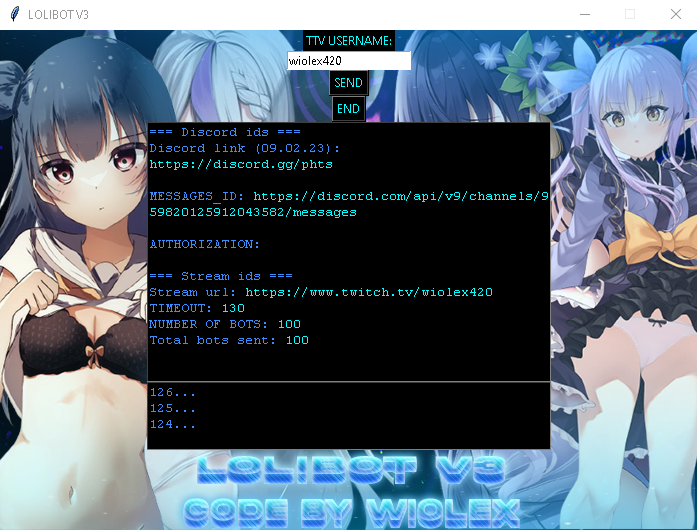 LOLIBOT V3
TTV USERNAME:
wiolex420
SEND
END
=== Discord ids ===
Discord link (09.02.23):
https://discord.gg/phts
MESSAGES_ID: https://discord.com/api/v9/channels/9
59820125912043582/messages
AUTHORIZATION:
=== Stream ids ===
Stream url: https://www.twitch.tv/wiolex420
TIMEOUT: 130
NUMBER OF BOTS: 100
Total bots sent: 100
126...
125...
124...
LOLIBOT V3
CODE BY WIOLEX